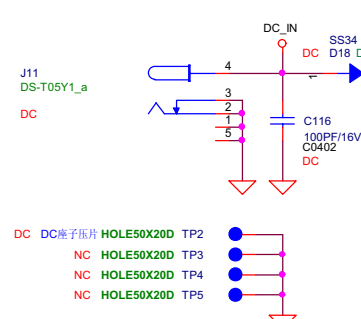 DC_IN
SS34
DC D18 D
4
1
J11
DS-T05Y1_a
3
2
DC
1
5
C116
100PF/16V
C0402
DC
DC DC座子压片 HOLE50X20D TP2
NC HOLE50X20D TP3
NC HOLE50X20D TP4
NC HOLE50X20D TP5